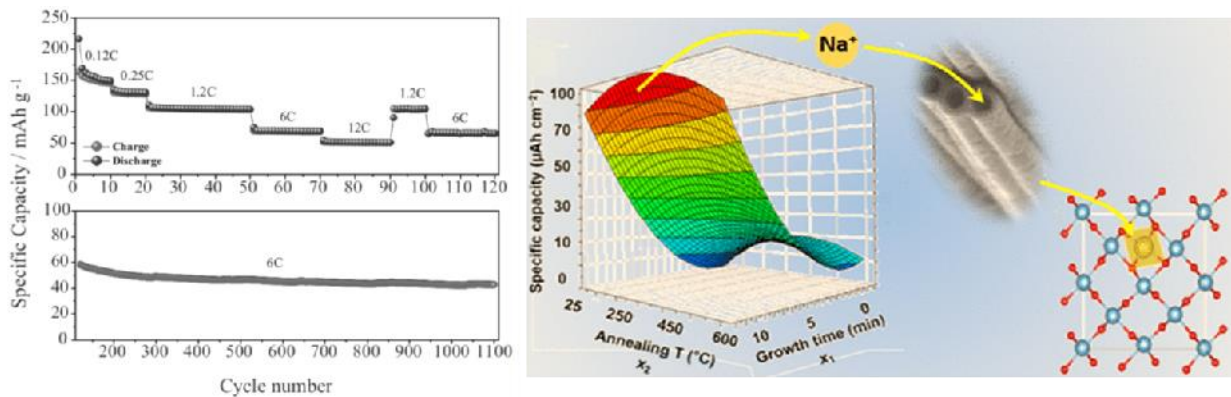 Specific Capacity / mAh g⁻¹
250
200
150
100
50
0
0.12C
0.25C
1.2C
6C
12C
1.2C
6C
Charge
Discharge
0 10 20 30 40 50 60 70 80 90 100 110 120
100
80
60
40
20
0
6C
200 300 400 500 600 700 800 900 1000 1100
Cycle number
Na⁺
Specific capacity (µAh cm⁻²)
100
70
50
30
10
0
25
250
450
600
Annealing T (°C)
x₂
10
5
0
Growth time (min)
x₁